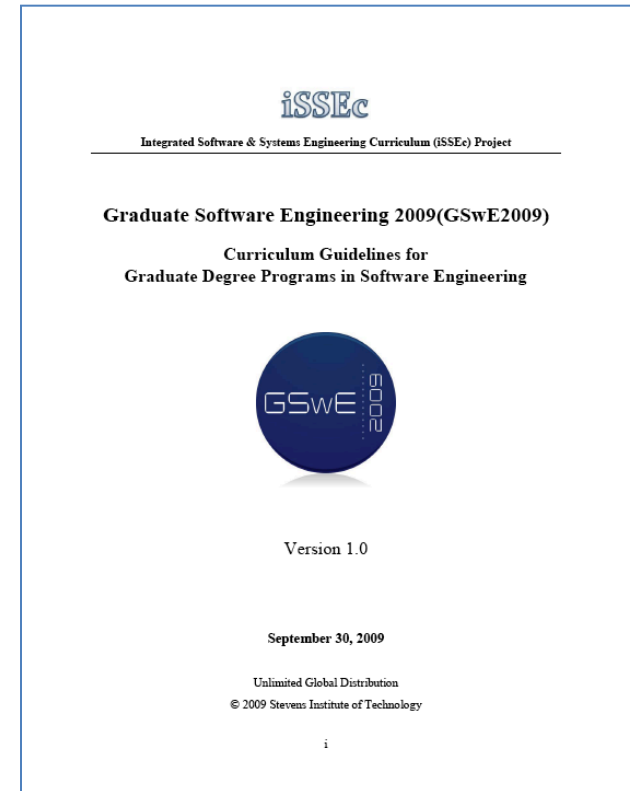 iSSEc
Integrated Software & Systems Engineering Curriculum (iSSEc) Project
Graduate Software Engineering 2009(GSwE2009)
Curriculum Guidelines for
Graduate Degree Programs in Software Engineering
GSwE 2009
Version 1.0
September 30, 2009
Unlimited Global Distribution
© 2009 Stevens Institute of Technology
i